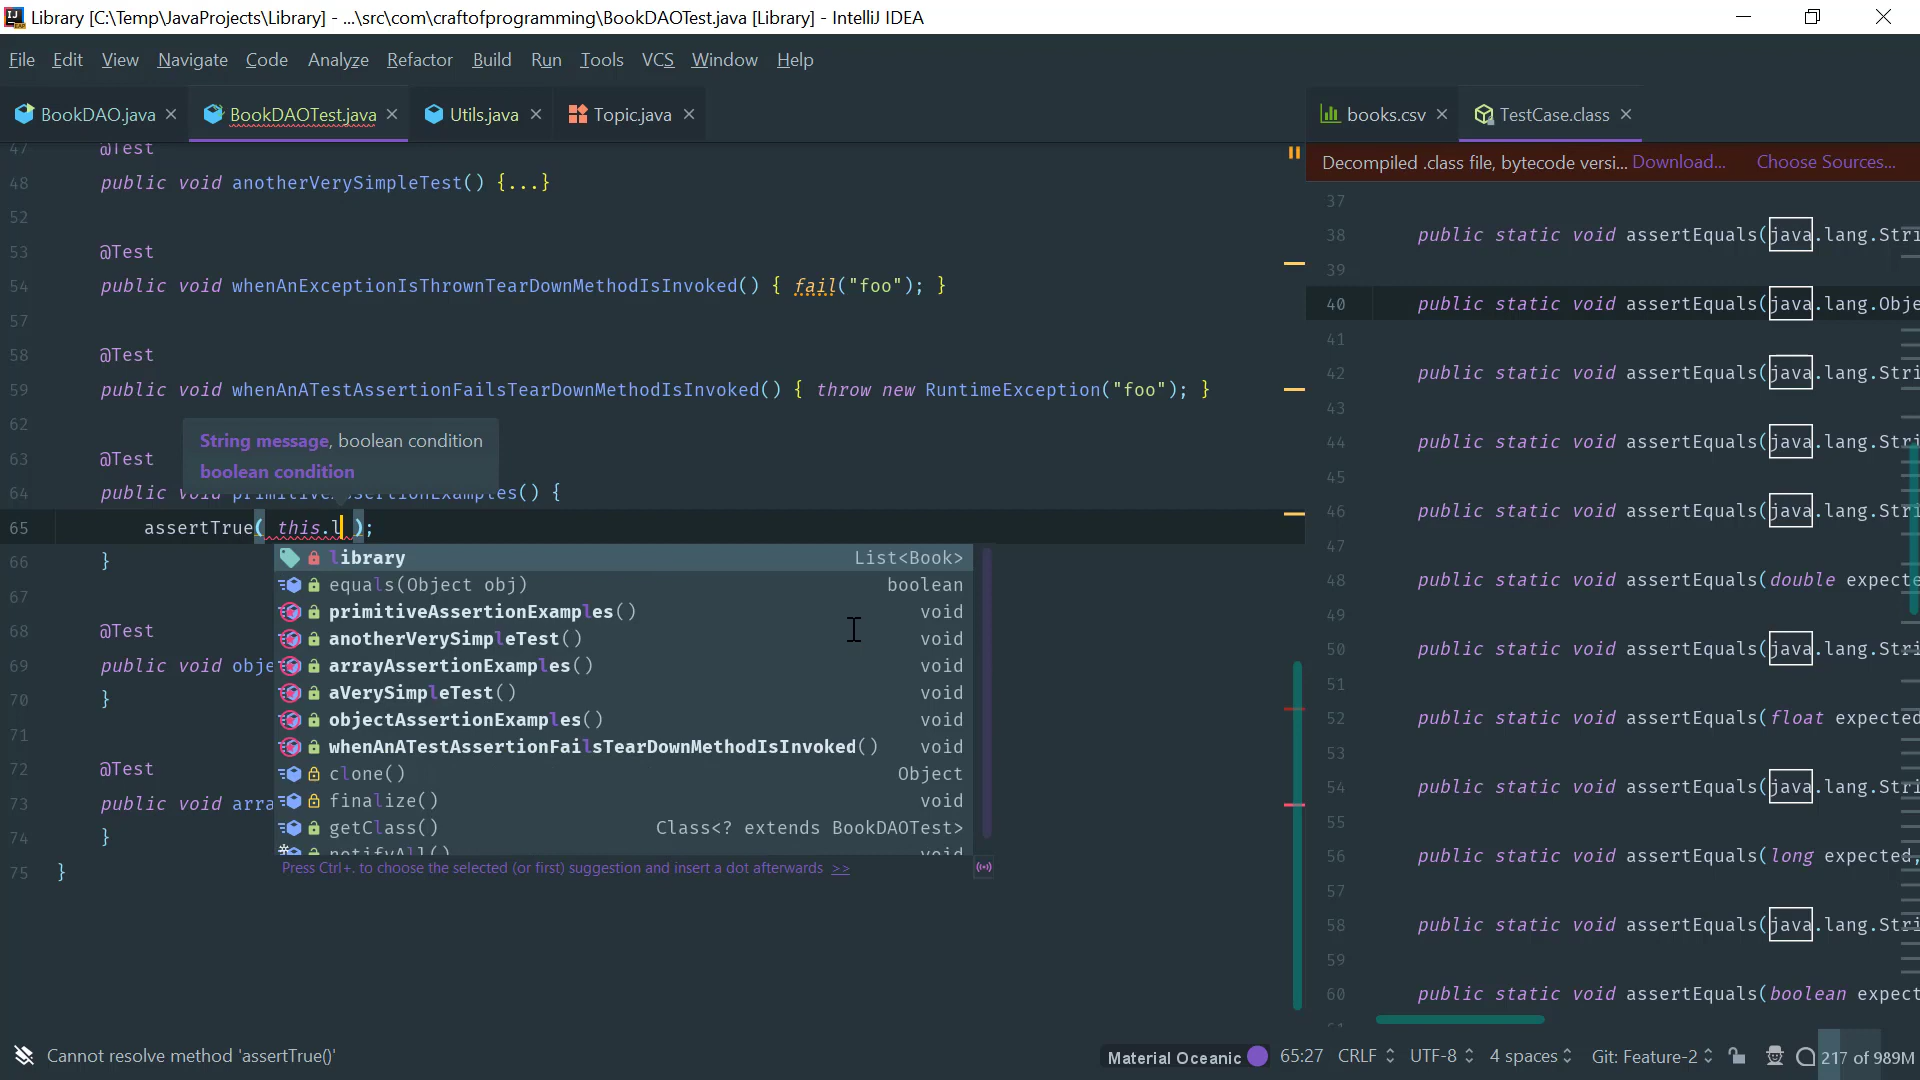 Library [C:\Temp\JavaProjects\Library] - ...\src\com\craftofprogramming\BookDAOTest.java [Library] - IntelliJ IDEA
File Edit View Navigate Code Analyze Refactor Build Run Tools VCS Window Help
BookDAO.java BookDAOTest.java Utils.java Topic.java
47 @Test
48 public void anotherVerySimpleTest() {...}
52
53 @Test
54 public void whenAnExceptionIsThrownTearDownMethodIsInvoked() { fail("foo"); }
57
58 @Test
59 public void whenAnATestAssertionFailsTearDownMethodIsInvoked() { throw new RuntimeException("foo"); }
62
String message, boolean condition
boolean condition
63 @Test
64 public void primitiveAssertionExamples() {
65 assertTrue( this.l );
66 }
67
68 @Test
69 public void obje
70 }
71
72 @Test
73 public void arra
74 }
75 }
library List<Book>
equals(Object obj) boolean
primitiveAssertionExamples() void
anotherVerySimpleTest() void
arrayAssertionExamples() void
aVerySimpleTest() void
objectAssertionExamples() void
whenAnATestAssertionFailsTearDownMethodIsInvoked() void
clone() Object
finalize() void
getClass() Class<? extends BookDAOTest>
notifyAll() void
Press Ctrl+. to choose the selected (or first) suggestion and insert a dot afterwards >>
books.csv TestCase.class
Decompiled .class file, bytecode versi... Download... Choose Sources...
37
38 public static void assertEquals(java.lang.Stri
39
40 public static void assertEquals(java.lang.Obje
41
42 public static void assertEquals(java.lang.Stri
43
44 public static void assertEquals(java.lang.Stri
45
46 public static void assertEquals(java.lang.Stri
47
48 public static void assertEquals(double expecte
49
50 public static void assertEquals(java.lang.Stri
51
52 public static void assertEquals(float expected
53
54 public static void assertEquals(java.lang.Stri
55
56 public static void assertEquals(long expected,
57
58 public static void assertEquals(java.lang.Stri
59
60 public static void assertEquals(boolean expect
Cannot resolve method 'assertTrue()'
Material Oceanic 65:27 CRLF UTF-8 4 spaces Git: Feature-2 217 of 989M